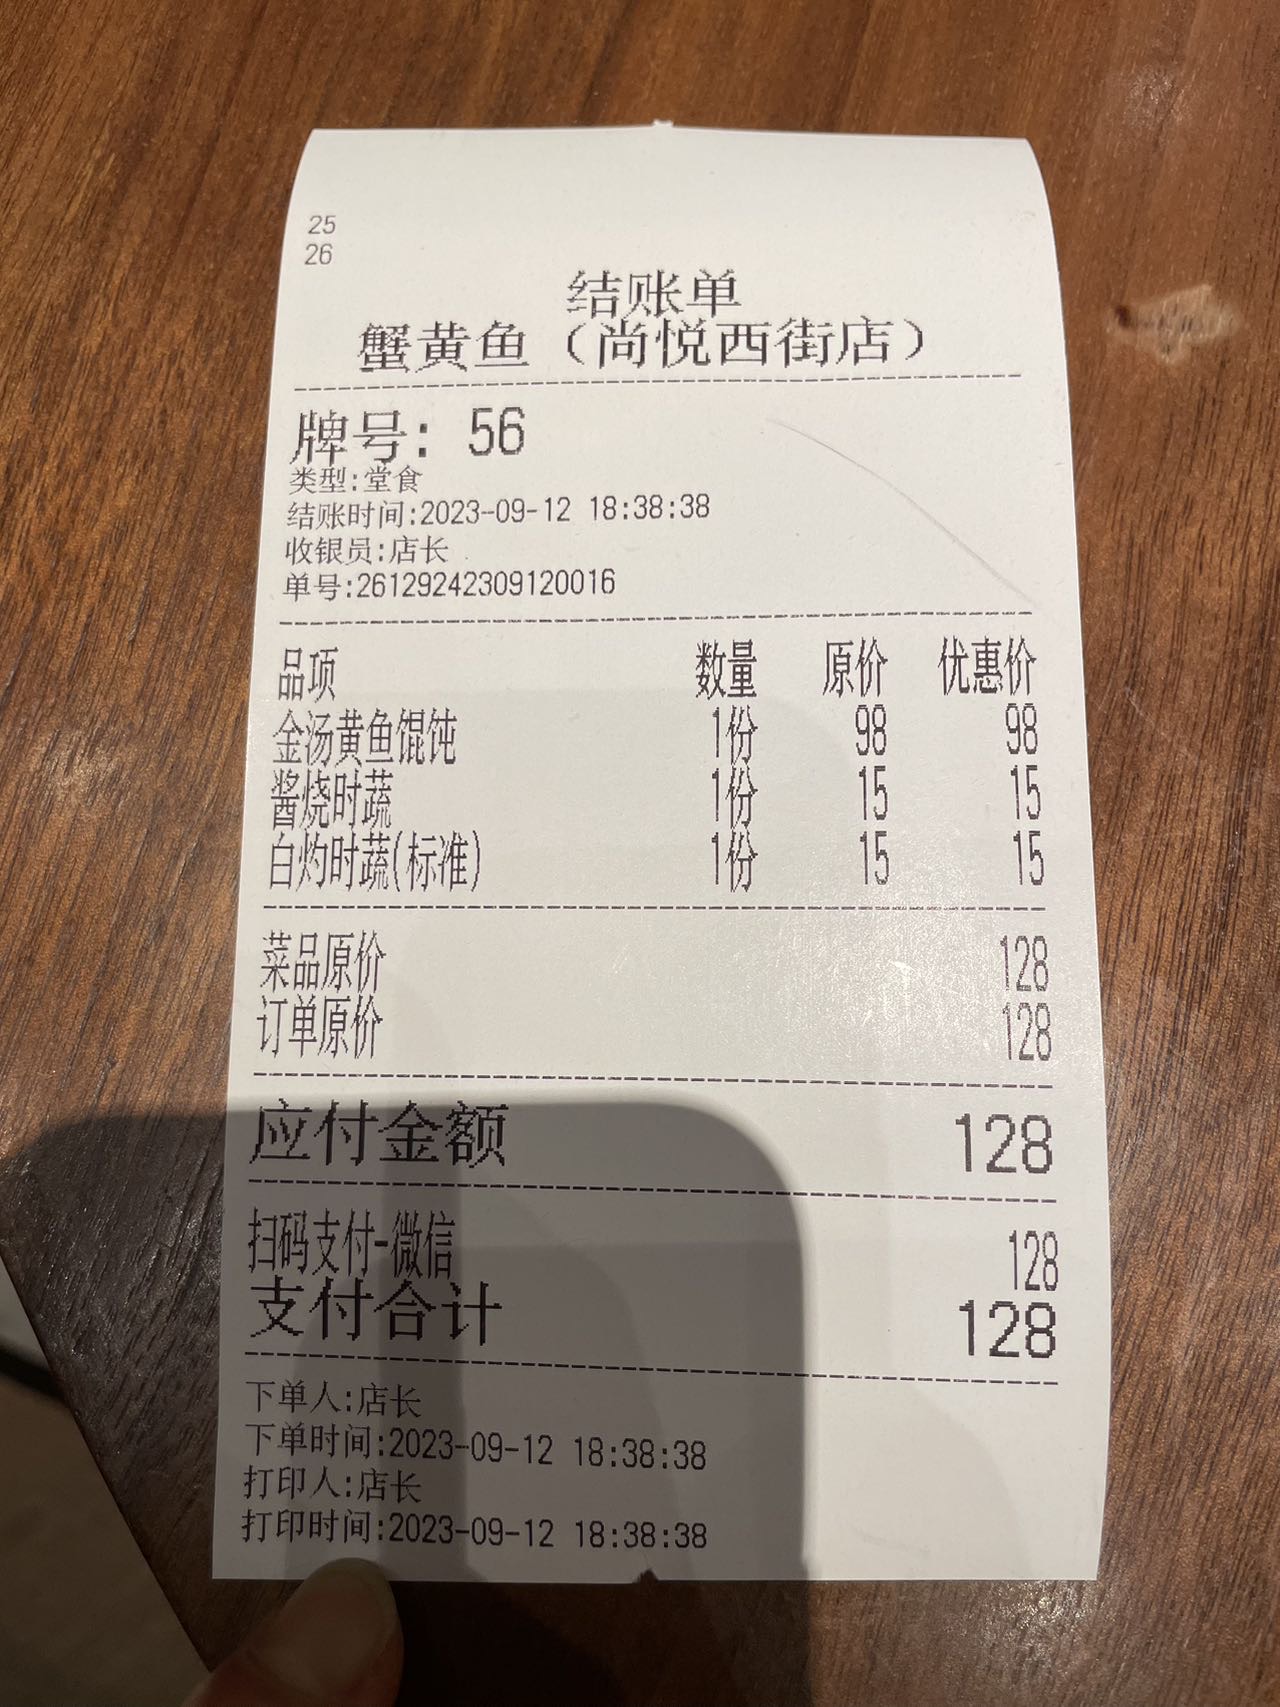 25
26
结账单
蟹黄鱼（尚悦西街店）
牌号: 56
类型:堂食
结账时间:2023-09-12 18:38:38
收银员:店长
单号:26129242309120016
品项 数量 原价 优惠价
金汤黄鱼馄饨 1份 98 98
酱烧时蔬 1份 15 15
白灼时蔬(标准) 1份 15 15
菜品原价 128
订单原价 128
应付金额 128
扫码支付-微信 128
支付合计 128
下单人:店长
下单时间:2023-09-12 18:38:38
打印人:店长
打印时间:2023-09-12 18:38:38